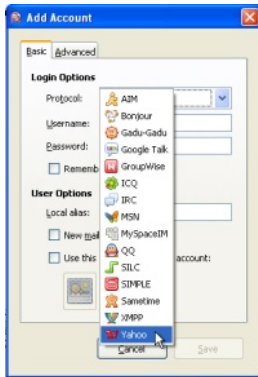 Add Account
Basic Advanced
Login Options
Protocol:
AIM
Bonjour
Gadu-Gadu
Google Talk
GroupWise
ICQ
IRC
MSN
MySpaceIM
QQ
SILC
SIMPLE
Sametime
XMPP
Yahoo
Username:
Password:
Rememb
User Options
Local alias:
New mail
Use this
account:
Cancel Save